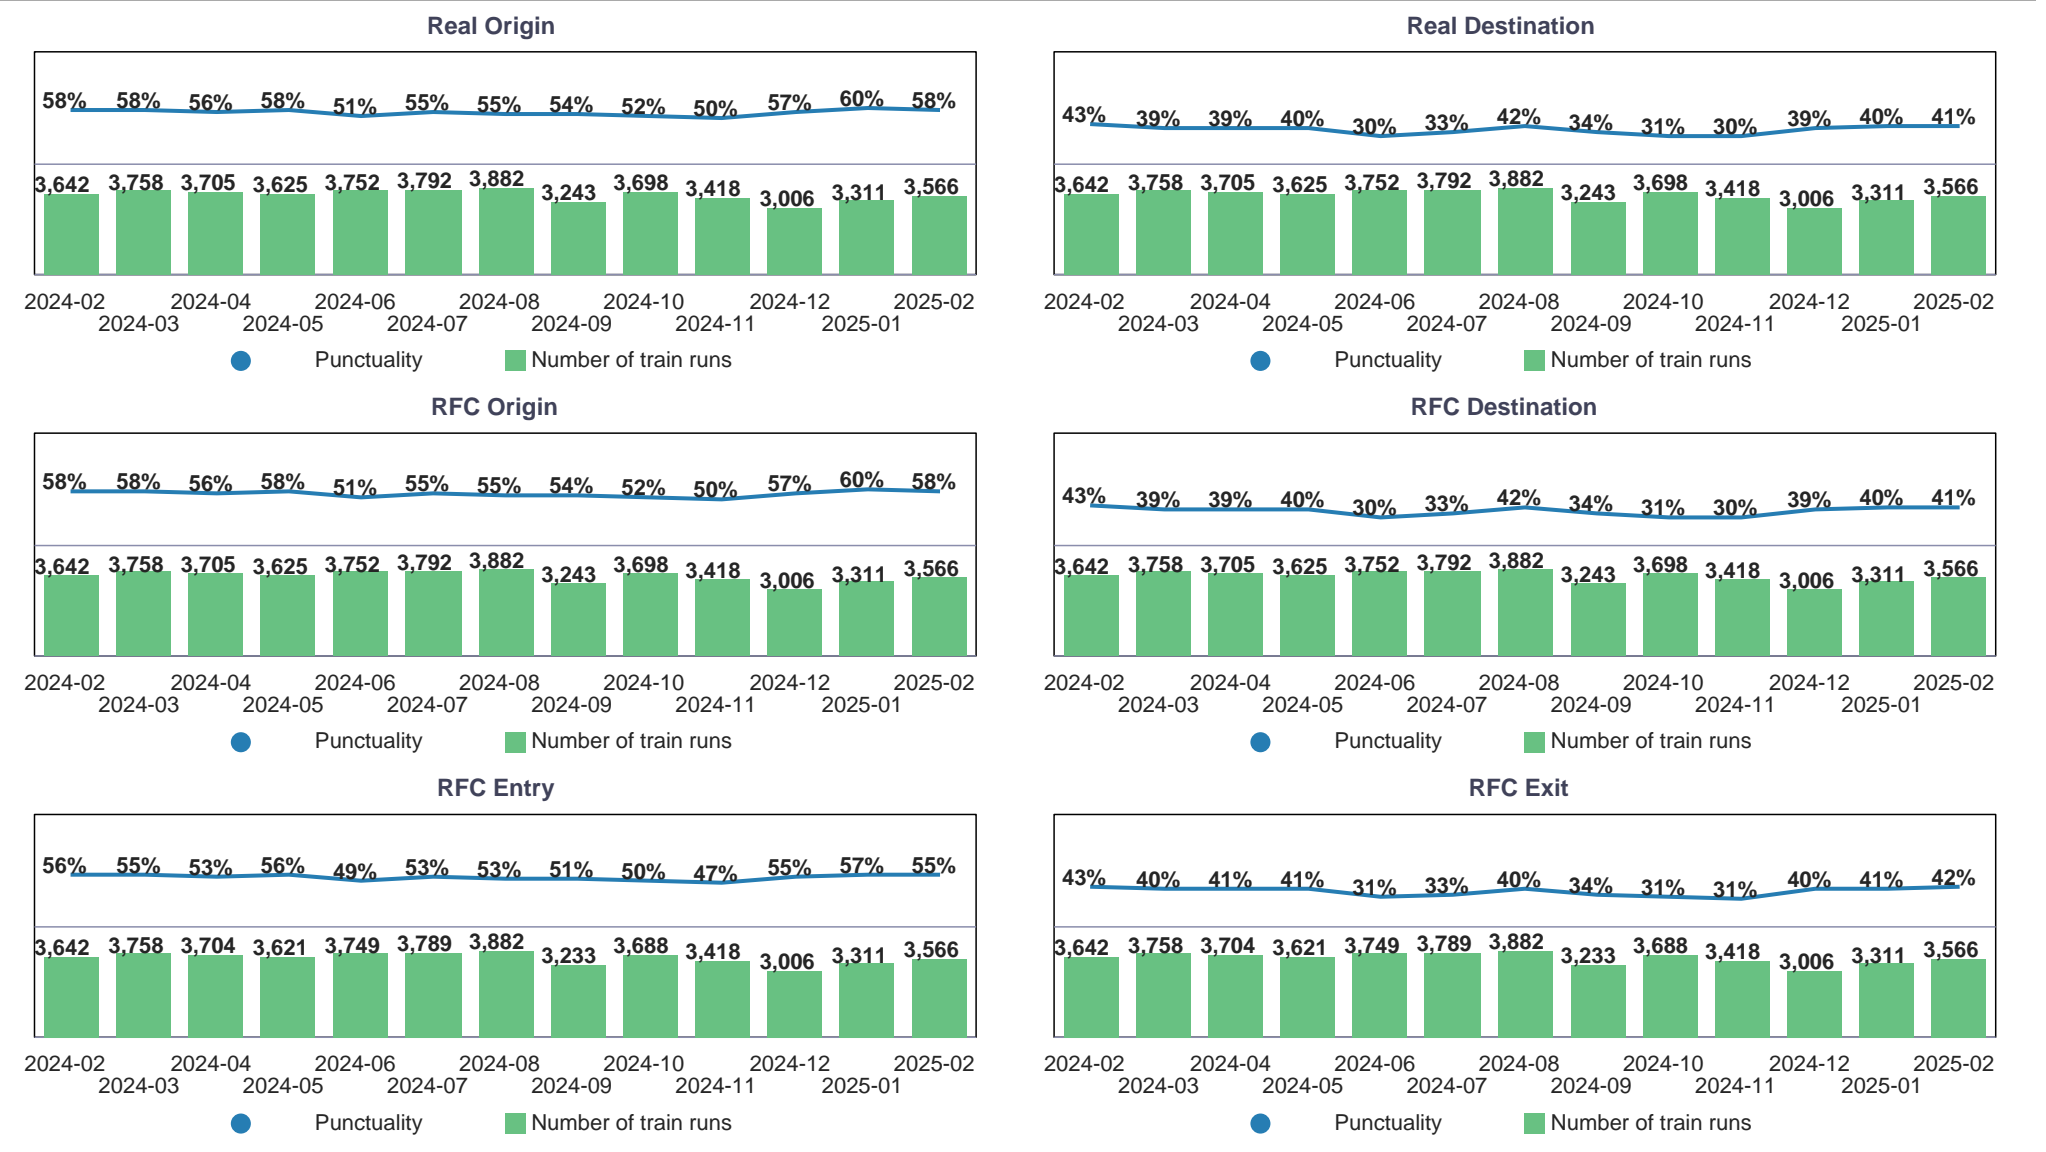 Real Origin
58% 58% 56% 58% 51% 55% 55% 54% 52% 50% 57% 60% 58%
3,642 3,758 3,705 3,625 3,752 3,792 3,882 3,243 3,698 3,418 3,006 3,311 3,566
2024-02 2024-04 2024-06 2024-08 2024-10 2024-12 2025-02
2024-03 2024-05 2024-07 2024-09 2024-11 2025-01
Punctuality Number of train runs
Real Destination
43% 39% 39% 40% 30% 33% 42% 34% 31% 30% 39% 40% 41%
3,642 3,758 3,705 3,625 3,752 3,792 3,882 3,243 3,698 3,418 3,006 3,311 3,566
2024-02 2024-04 2024-06 2024-08 2024-10 2024-12 2025-02
2024-03 2024-05 2024-07 2024-09 2024-11 2025-01
Punctuality Number of train runs
RFC Origin
58% 58% 56% 58% 51% 55% 55% 54% 52% 50% 57% 60% 58%
3,642 3,758 3,705 3,625 3,752 3,792 3,882 3,243 3,698 3,418 3,006 3,311 3,566
2024-02 2024-04 2024-06 2024-08 2024-10 2024-12 2025-02
2024-03 2024-05 2024-07 2024-09 2024-11 2025-01
Punctuality Number of train runs
RFC Destination
43% 39% 39% 40% 30% 33% 42% 34% 31% 30% 39% 40% 41%
3,642 3,758 3,705 3,625 3,752 3,792 3,882 3,243 3,698 3,418 3,006 3,311 3,566
2024-02 2024-04 2024-06 2024-08 2024-10 2024-12 2025-02
2024-03 2024-05 2024-07 2024-09 2024-11 2025-01
Punctuality Number of train runs
RFC Entry
56% 55% 53% 56% 49% 53% 53% 51% 50% 47% 55% 57% 55%
3,642 3,758 3,704 3,621 3,749 3,789 3,882 3,233 3,688 3,418 3,006 3,311 3,566
2024-02 2024-04 2024-06 2024-08 2024-10 2024-12 2025-02
2024-03 2024-05 2024-07 2024-09 2024-11 2025-01
Punctuality Number of train runs
RFC Exit
43% 40% 41% 41% 31% 33% 40% 34% 31% 31% 40% 41% 42%
3,642 3,758 3,704 3,621 3,749 3,789 3,882 3,233 3,688 3,418 3,006 3,311 3,566
2024-02 2024-04 2024-06 2024-08 2024-10 2024-12 2025-02
2024-03 2024-05 2024-07 2024-09 2024-11 2025-01
Punctuality Number of train runs